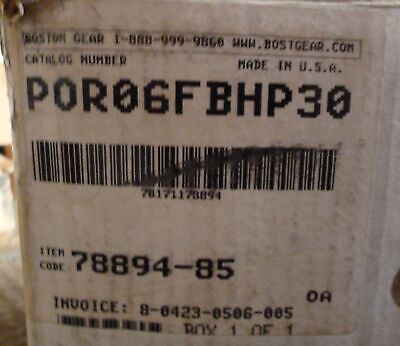 BOSTON GEAR 1-888-999-9860 WWW.BOSTGEAR.COM
CATALOG NUMBER MADE IN U.S.A.
POR06FBHP30
78171178894
ITEM CODE 78894-85
OA
INVOICE: 8-0423-0506-005
BOX 1 OF 1